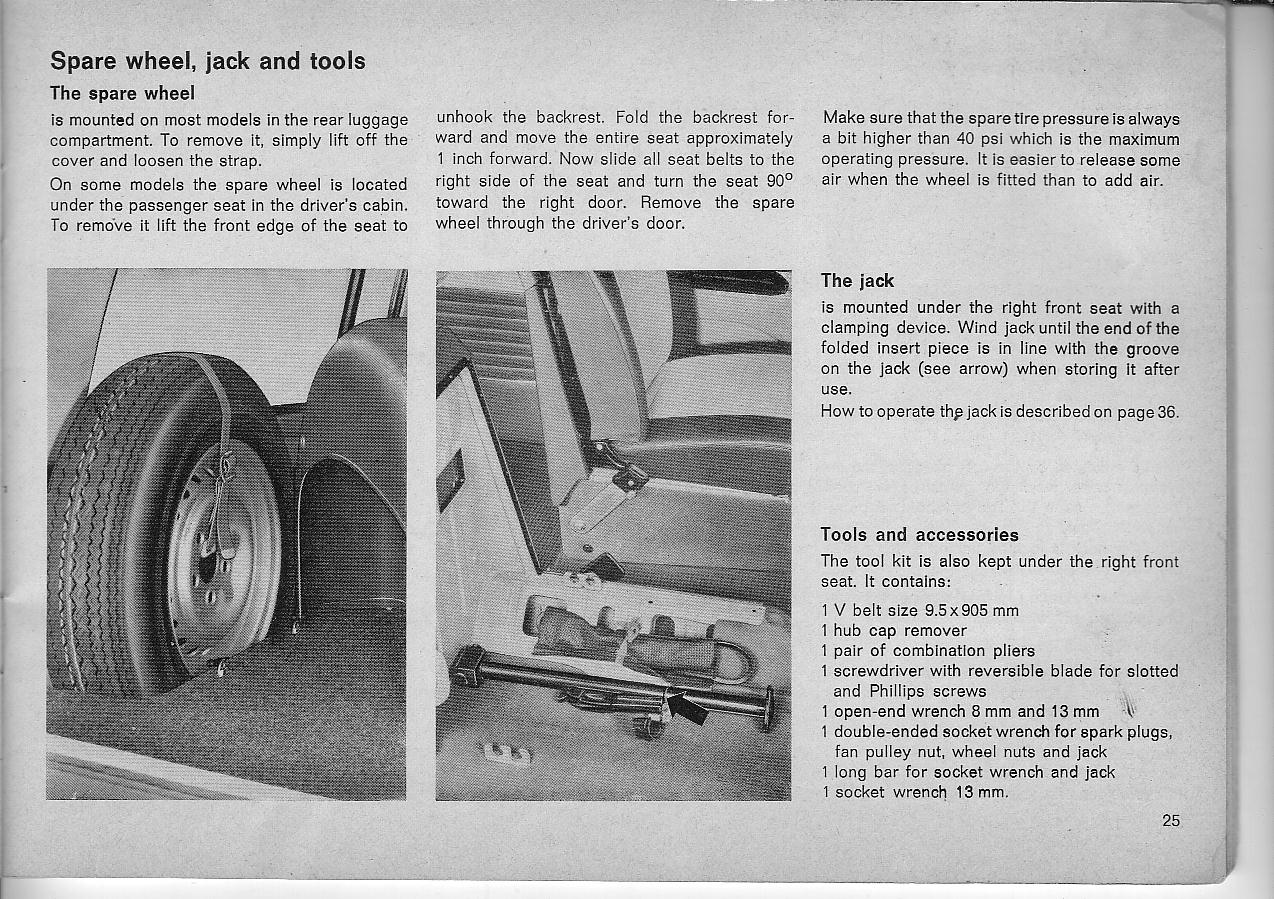 Spare wheel, jack and tools
The spare wheel
is mounted on most models in the rear luggage
compartment. To remove it, simply lift off the
cover and loosen the strap.
On some models the spare wheel is located
under the passenger seat in the driver's cabin.
To remove it lift the front edge of the seat to
unhook the backrest. Fold the backrest for-
ward and move the entire seat approximately
1 inch forward. Now slide all seat belts to the
right side of the seat and turn the seat 90°
toward the right door. Remove the spare
wheel through the driver's door.
Make sure that the spare tire pressure is always
a bit higher than 40 psi which is the maximum
operating pressure. It is easier to release some
air when the wheel is fitted than to add air.
The jack
is mounted under the right front seat with a
clamping device. Wind jack until the end of the
folded insert piece is in line with the groove
on the jack (see arrow) when storing it after
use.
How to operate the jack is described on page 36.
Tools and accessories
The tool kit is also kept under the right front
seat. It contains:
1 V belt size 9.5 x 905 mm
1 hub cap remover
1 pair of combination pliers
1 screwdriver with reversible blade for slotted
and Phillips screws
1 open-end wrench 8 mm and 13 mm
1 double-ended socket wrench for spark plugs,
fan pulley nut, wheel nuts and jack
1 long bar for socket wrench and jack
1 socket wrench 13 mm.
25